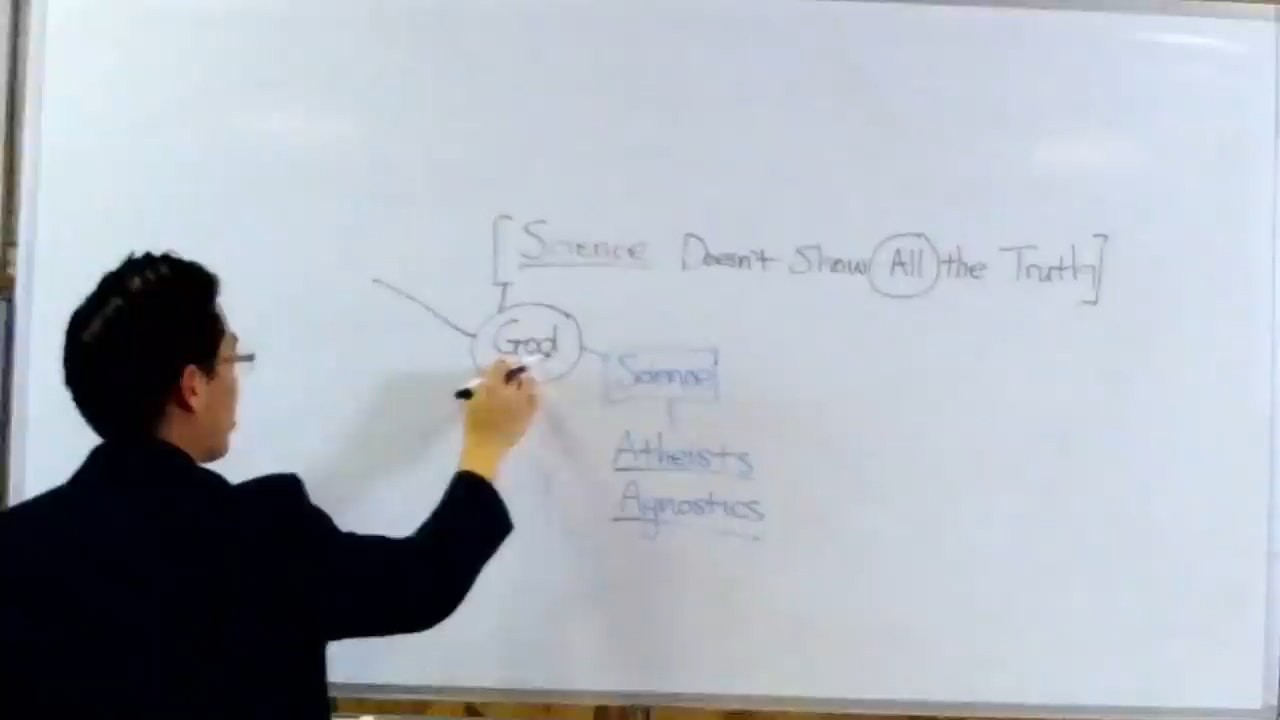 [Science Doesn't Show All the Truth]
God
Science
Atheists
Agnostics